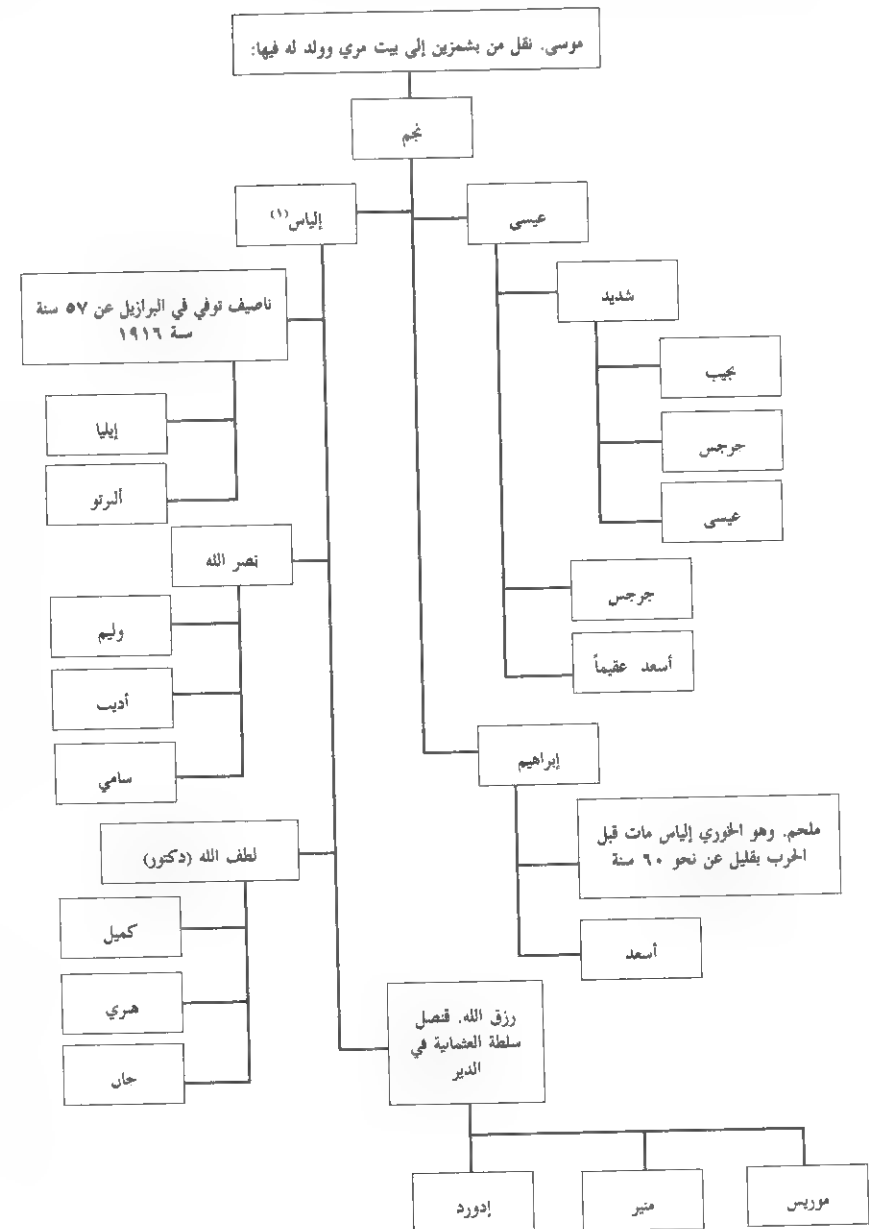 موسى. نقل من بشمزين إلى بيت مري وولد له فيها:
نجم
عيسى
إلياس(١)
شديد
نجيب
جرجس
عيسى
جرجس
أسعد عقيماً
ناصيف توفي في البرازيل عن ٥٧ سنة
سنة ١٩١٦
إيليا
ألبرتو
نصر الله
وليم
أديب
سامي
إبراهيم
ملحم. وهو الخوري إلياس مات قبل
الحرب بقليل عن نحو ٦٠ سنة
أسعد
لطف الله (دكتور)
كميل
هنري
جان
رزق الله. قنصل
سلطة العثمانية في
الدير
موريس
منير
إدورد